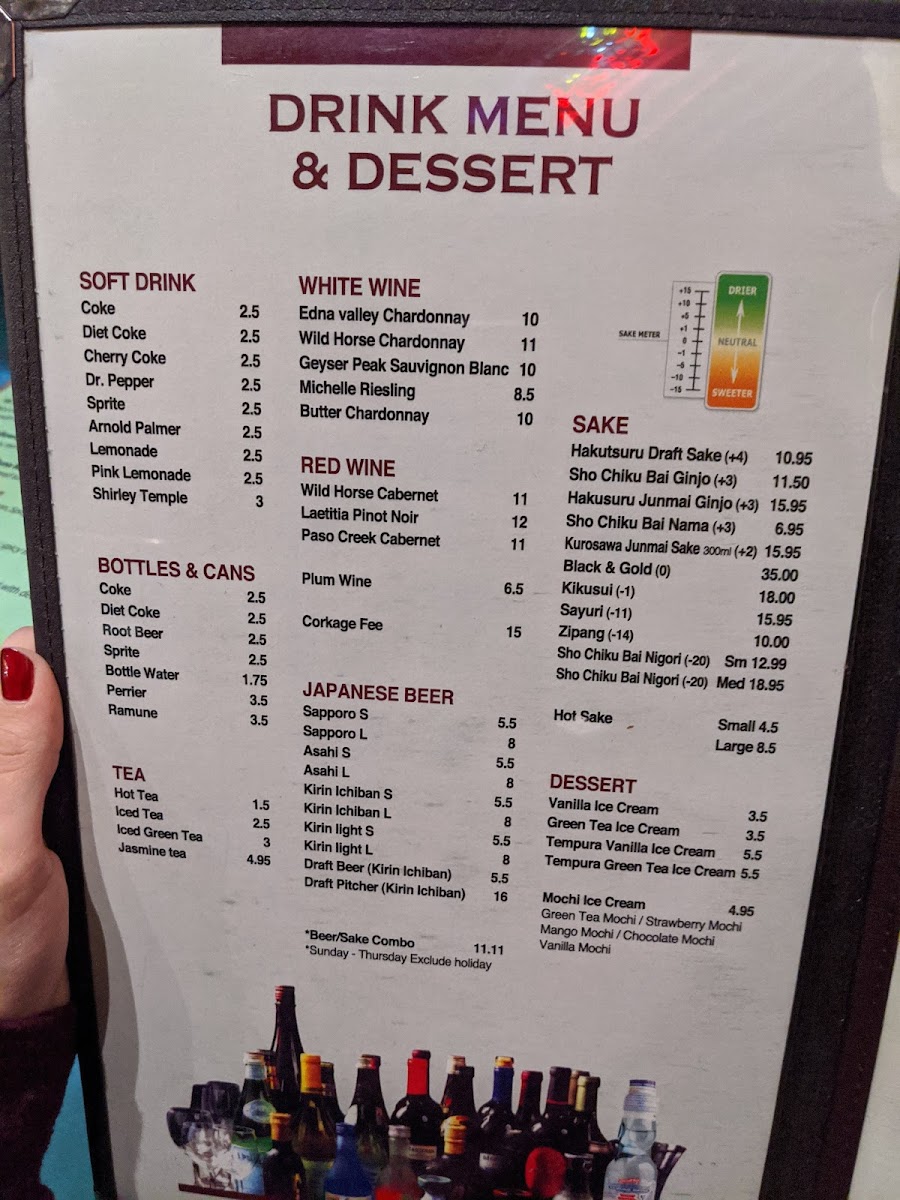 DRINK MENU
& DESSERT
SOFT DRINK
Coke 2.5
Diet Coke 2.5
Cherry Coke 2.5
Dr. Pepper 2.5
Sprite 2.5
Arnold Palmer 2.5
Lemonade 2.5
Pink Lemonade 2.5
Shirley Temple 3
BOTTLES & CANS
Coke 2.5
Diet Coke 2.5
Root Beer 2.5
Sprite 2.5
Bottle Water 1.75
Perrier 3.5
Ramune 3.5
TEA
Hot Tea 1.5
Iced Tea 2.5
Iced Green Tea 3
Jasmine tea 4.95
WHITE WINE
Edna valley Chardonnay 10
Wild Horse Chardonnay 11
Geyser Peak Sauvignon Blanc 10
Michelle Riesling 8.5
Butter Chardonnay 10
RED WINE
Wild Horse Cabernet 11
Laetitia Pinot Noir 12
Paso Creek Cabernet 11
Plum Wine 6.5
Corkage Fee 15
JAPANESE BEER
Sapporo S 5.5
Sapporo L 8
Asahi S 5.5
Asahi L 8
Kirin Ichiban S 5.5
Kirin Ichiban L 8
Kirin light S 5.5
Kirin light L 8
Draft Beer (Kirin Ichiban) 5.5
Draft Pitcher (Kirin Ichiban) 16
*Beer/Sake Combo 11.11
*Sunday - Thursday Exclude holiday
SAKE METER
+15
+10
+5
+1
0
-1
-5
-10
-15
DRIER
NEUTRAL
SWEETER
SAKE
Hakutsuru Draft Sake (+4) 10.95
Sho Chiku Bai Ginjo (+3) 11.50
Hakusuru Junmai Ginjo (+3) 15.95
Sho Chiku Bai Nama (+3) 6.95
Kurosawa Junmai Sake 300ml (+2) 15.95
Black & Gold (0) 35.00
Kikusui (-1) 18.00
Sayuri (-11) 15.95
Zipang (-14) 10.00
Sho Chiku Bai Nigori (-20) Sm 12.99
Sho Chiku Bai Nigori (-20) Med 18.95
Hot Sake Small 4.5
Large 8.5
DESSERT
Vanilla Ice Cream 3.5
Green Tea Ice Cream 3.5
Tempura Vanilla Ice Cream 5.5
Tempura Green Tea Ice Cream 5.5
Mochi Ice Cream 4.95
Green Tea Mochi / Strawberry Mochi
Mango Mochi / Chocolate Mochi
Vanilla Mochi